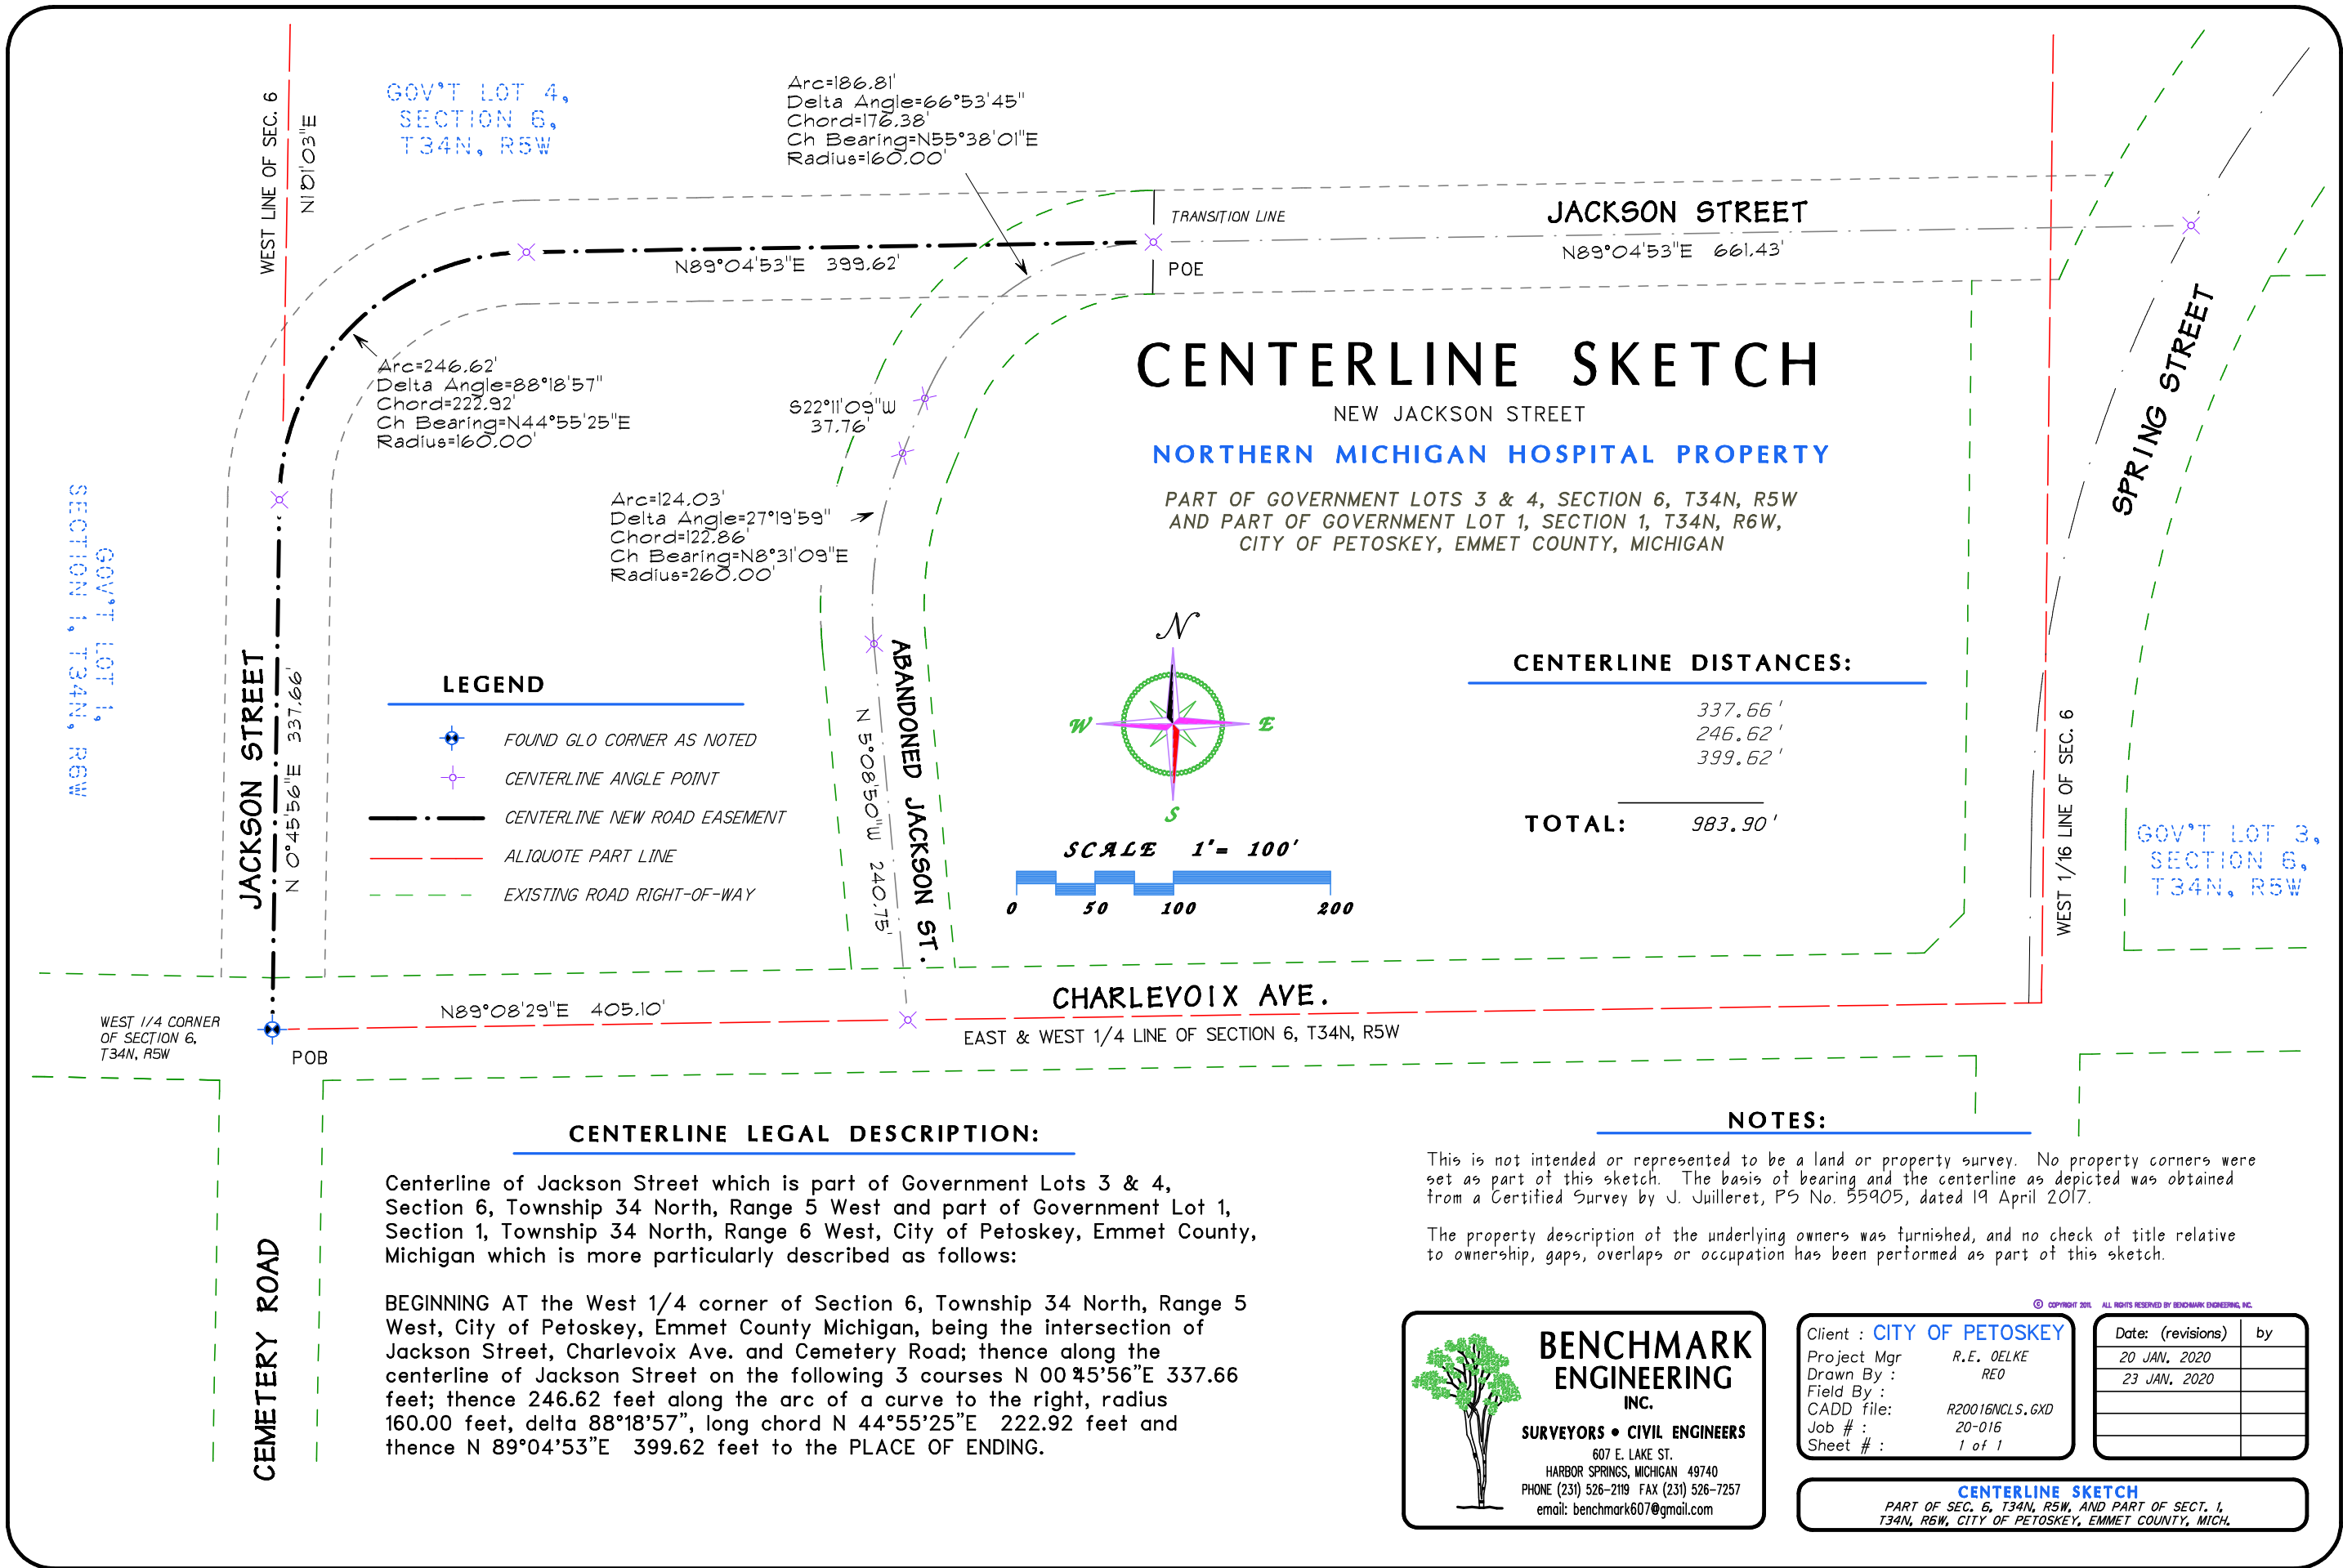 WEST LINE OF SEC. 6
N1°01'03"E
GOV'T LOT 4,
SECTION 6,
T34N, R5W
Arc=186.81'
Delta Angle=66°53'45"
Chord=176.38'
Ch Bearing=N55°38'01"E
Radius=160.00'
TRANSITION LINE
JACKSON STREET
N89°04'53"E 661.43'
N89°04'53"E 399.62'
POE
SPRING STREET
Arc=246.62'
Delta Angle=88°18'57"
Chord=222.92'
Ch Bearing=N44°55'25"E
Radius=160.00'
S22°11'09"W
37.76'
CENTERLINE SKETCH
NEW JACKSON STREET
NORTHERN MICHIGAN HOSPITAL PROPERTY
PART OF GOVERNMENT LOTS 3 & 4, SECTION 6, T34N, R5W
AND PART OF GOVERNMENT LOT 1, SECTION 1, T34N, R6W,
CITY OF PETOSKEY, EMMET COUNTY, MICHIGAN
Arc=124.03'
Delta Angle=27°19'59"
Chord=122.86'
Ch Bearing=N8°31'09"E
Radius=260.00'
GOV'T LOT 1,
SECTION 1, T34N, R6W
JACKSON STREET
N 0°45'56"E 337.66'
LEGEND
FOUND GLO CORNER AS NOTED
CENTERLINE ANGLE POINT
CENTERLINE NEW ROAD EASEMENT
ALIQUOTE PART LINE
EXISTING ROAD RIGHT-OF-WAY
ABANDONED JACKSON ST.
N 5°08'50"W 240.75'
N
W
E
S
SCALE 1"= 100'
0 50 100 200
CENTERLINE DISTANCES:
337.66'
246.62'
399.62'
TOTAL: 983.90'
WEST 1/16 LINE OF SEC. 6
GOV'T LOT 3,
SECTION 6,
T34N, R5W
N89°08'29"E 405.10'
CHARLEVOIX AVE.
EAST & WEST 1/4 LINE OF SECTION 6, T34N, R5W
WEST 1/4 CORNER
OF SECTION 6,
T34N, R5W
POB
CEMETERY ROAD
CENTERLINE LEGAL DESCRIPTION:
Centerline of Jackson Street which is part of Government Lots 3 & 4,
Section 6, Township 34 North, Range 5 West and part of Government Lot 1,
Section 1, Township 34 North, Range 6 West, City of Petoskey, Emmet County,
Michigan which is more particularly described as follows:
BEGINNING AT the West 1/4 corner of Section 6, Township 34 North, Range 5
West, City of Petoskey, Emmet County Michigan, being the intersection of
Jackson Street, Charlevoix Ave. and Cemetery Road; thence along the
centerline of Jackson Street on the following 3 courses N 00°45'56"E 337.66
feet; thence 246.62 feet along the arc of a curve to the right, radius
160.00 feet, delta 88°18'57", long chord N 44°55'25"E 222.92 feet and
thence N 89°04'53"E 399.62 feet to the PLACE OF ENDING.
NOTES:
This is not intended or represented to be a land or property survey. No property corners were
set as part of this sketch. The basis of bearing and the centerline as depicted was obtained
from a Certified Survey by J. Juilleret, PS No. 55905, dated 19 April 2017.
The property description of the underlying owners was furnished, and no check of title relative
to ownership, gaps, overlaps or occupation has been performed as part of this sketch.
© COPYRIGHT 2011. ALL RIGHTS RESERVED BY BENCHMARK ENGINEERING, INC.
BENCHMARK
ENGINEERING
INC.
SURVEYORS • CIVIL ENGINEERS
607 E. LAKE ST.
HARBOR SPRINGS, MICHIGAN 49740
PHONE (231) 526-2119 FAX (231) 526-7257
email: benchmark607@gmail.com
Client : CITY OF PETOSKEY
Project Mgr R.E. OELKE
Drawn By : REO
Field By :
CADD file: R20016NCLS.GXD
Job # : 20-016
Sheet # : 1 of 1
Date: (revisions) by
20 JAN. 2020
23 JAN. 2020
CENTERLINE SKETCH
PART OF SEC. 6, T34N, R5W, AND PART OF SECT. 1,
T34N, R6W, CITY OF PETOSKEY, EMMET COUNTY, MICH.